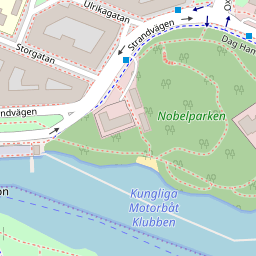 Ulrikagatan
Strandvägen
Storgatan
Dag Ham
Nobelparken
ndvägen
Kungliga
Motorbåt
Klubben